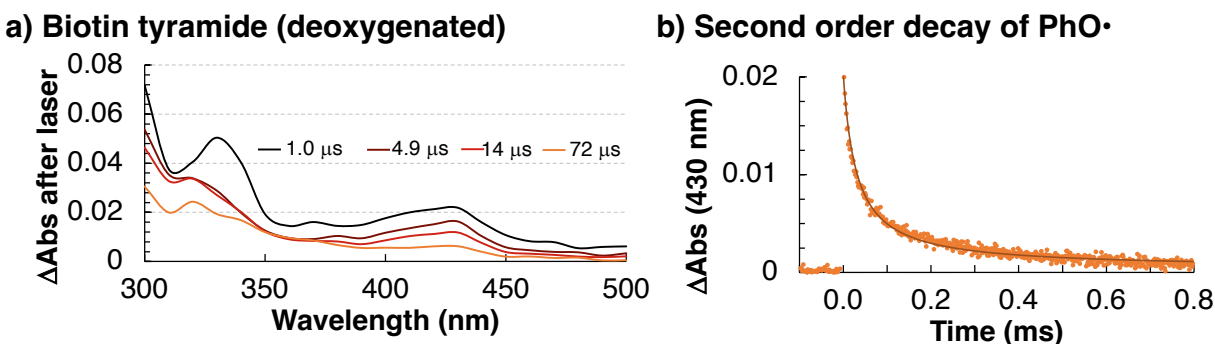 a) Biotin tyramide (deoxygenated)
ΔAbs after laser
0.08
0.06
0.04
0.02
0
1.0 μs
4.9 μs
14 μs
72 μs
300
350
400
450
500
Wavelength (nm)
b) Second order decay of PhO•
ΔAbs (430 nm)
0.02
0.01
0
0.0
0.2
0.4
0.6
0.8
Time (ms)